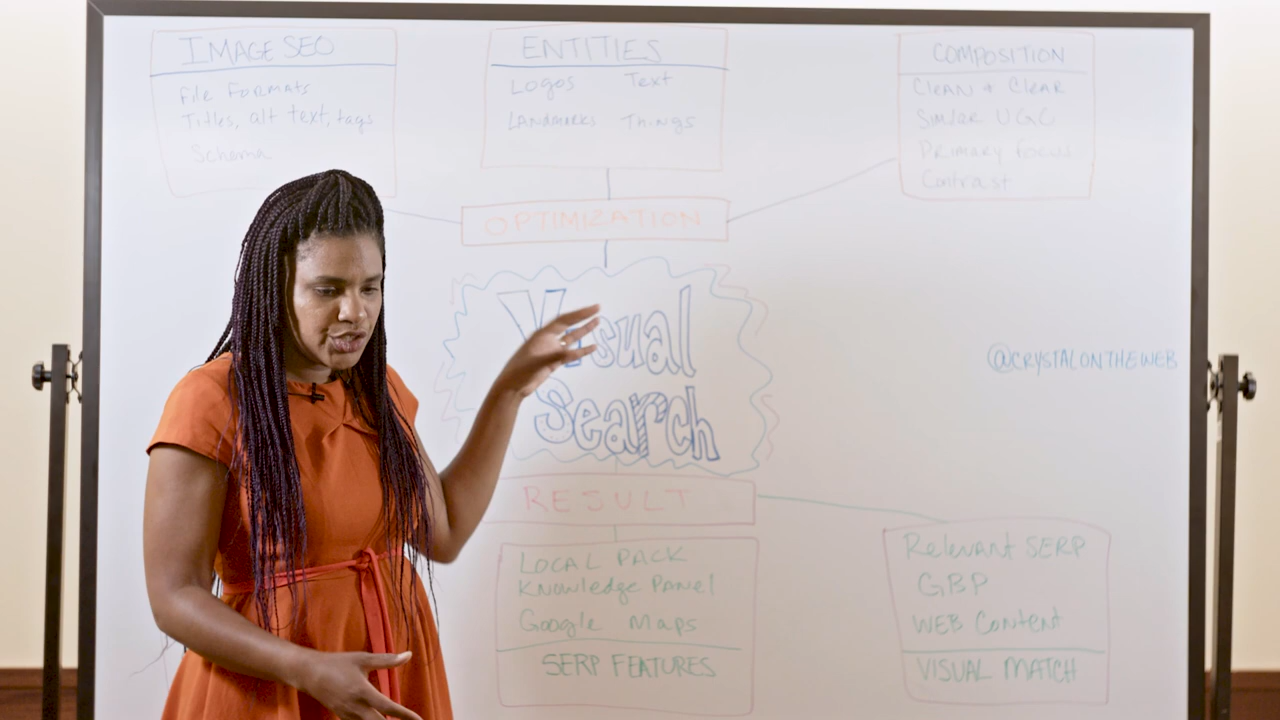 IMAGE SEO
File Formats
Titles, alt text, tags
Schema
ENTITIES
Logos Text
Landmarks Things
COMPOSITION
Clean + Clear
Similar UGC
Primary Focus
Contrast
OPTIMIZATION
Visual
Search
@CRYSTALONTHEWEB
RESULT
LOCAL PACK
Knowledge Panel
Google Maps
SERP FEATURES
Relevant SERP
GBP
WEB Content
VISUAL MATCH